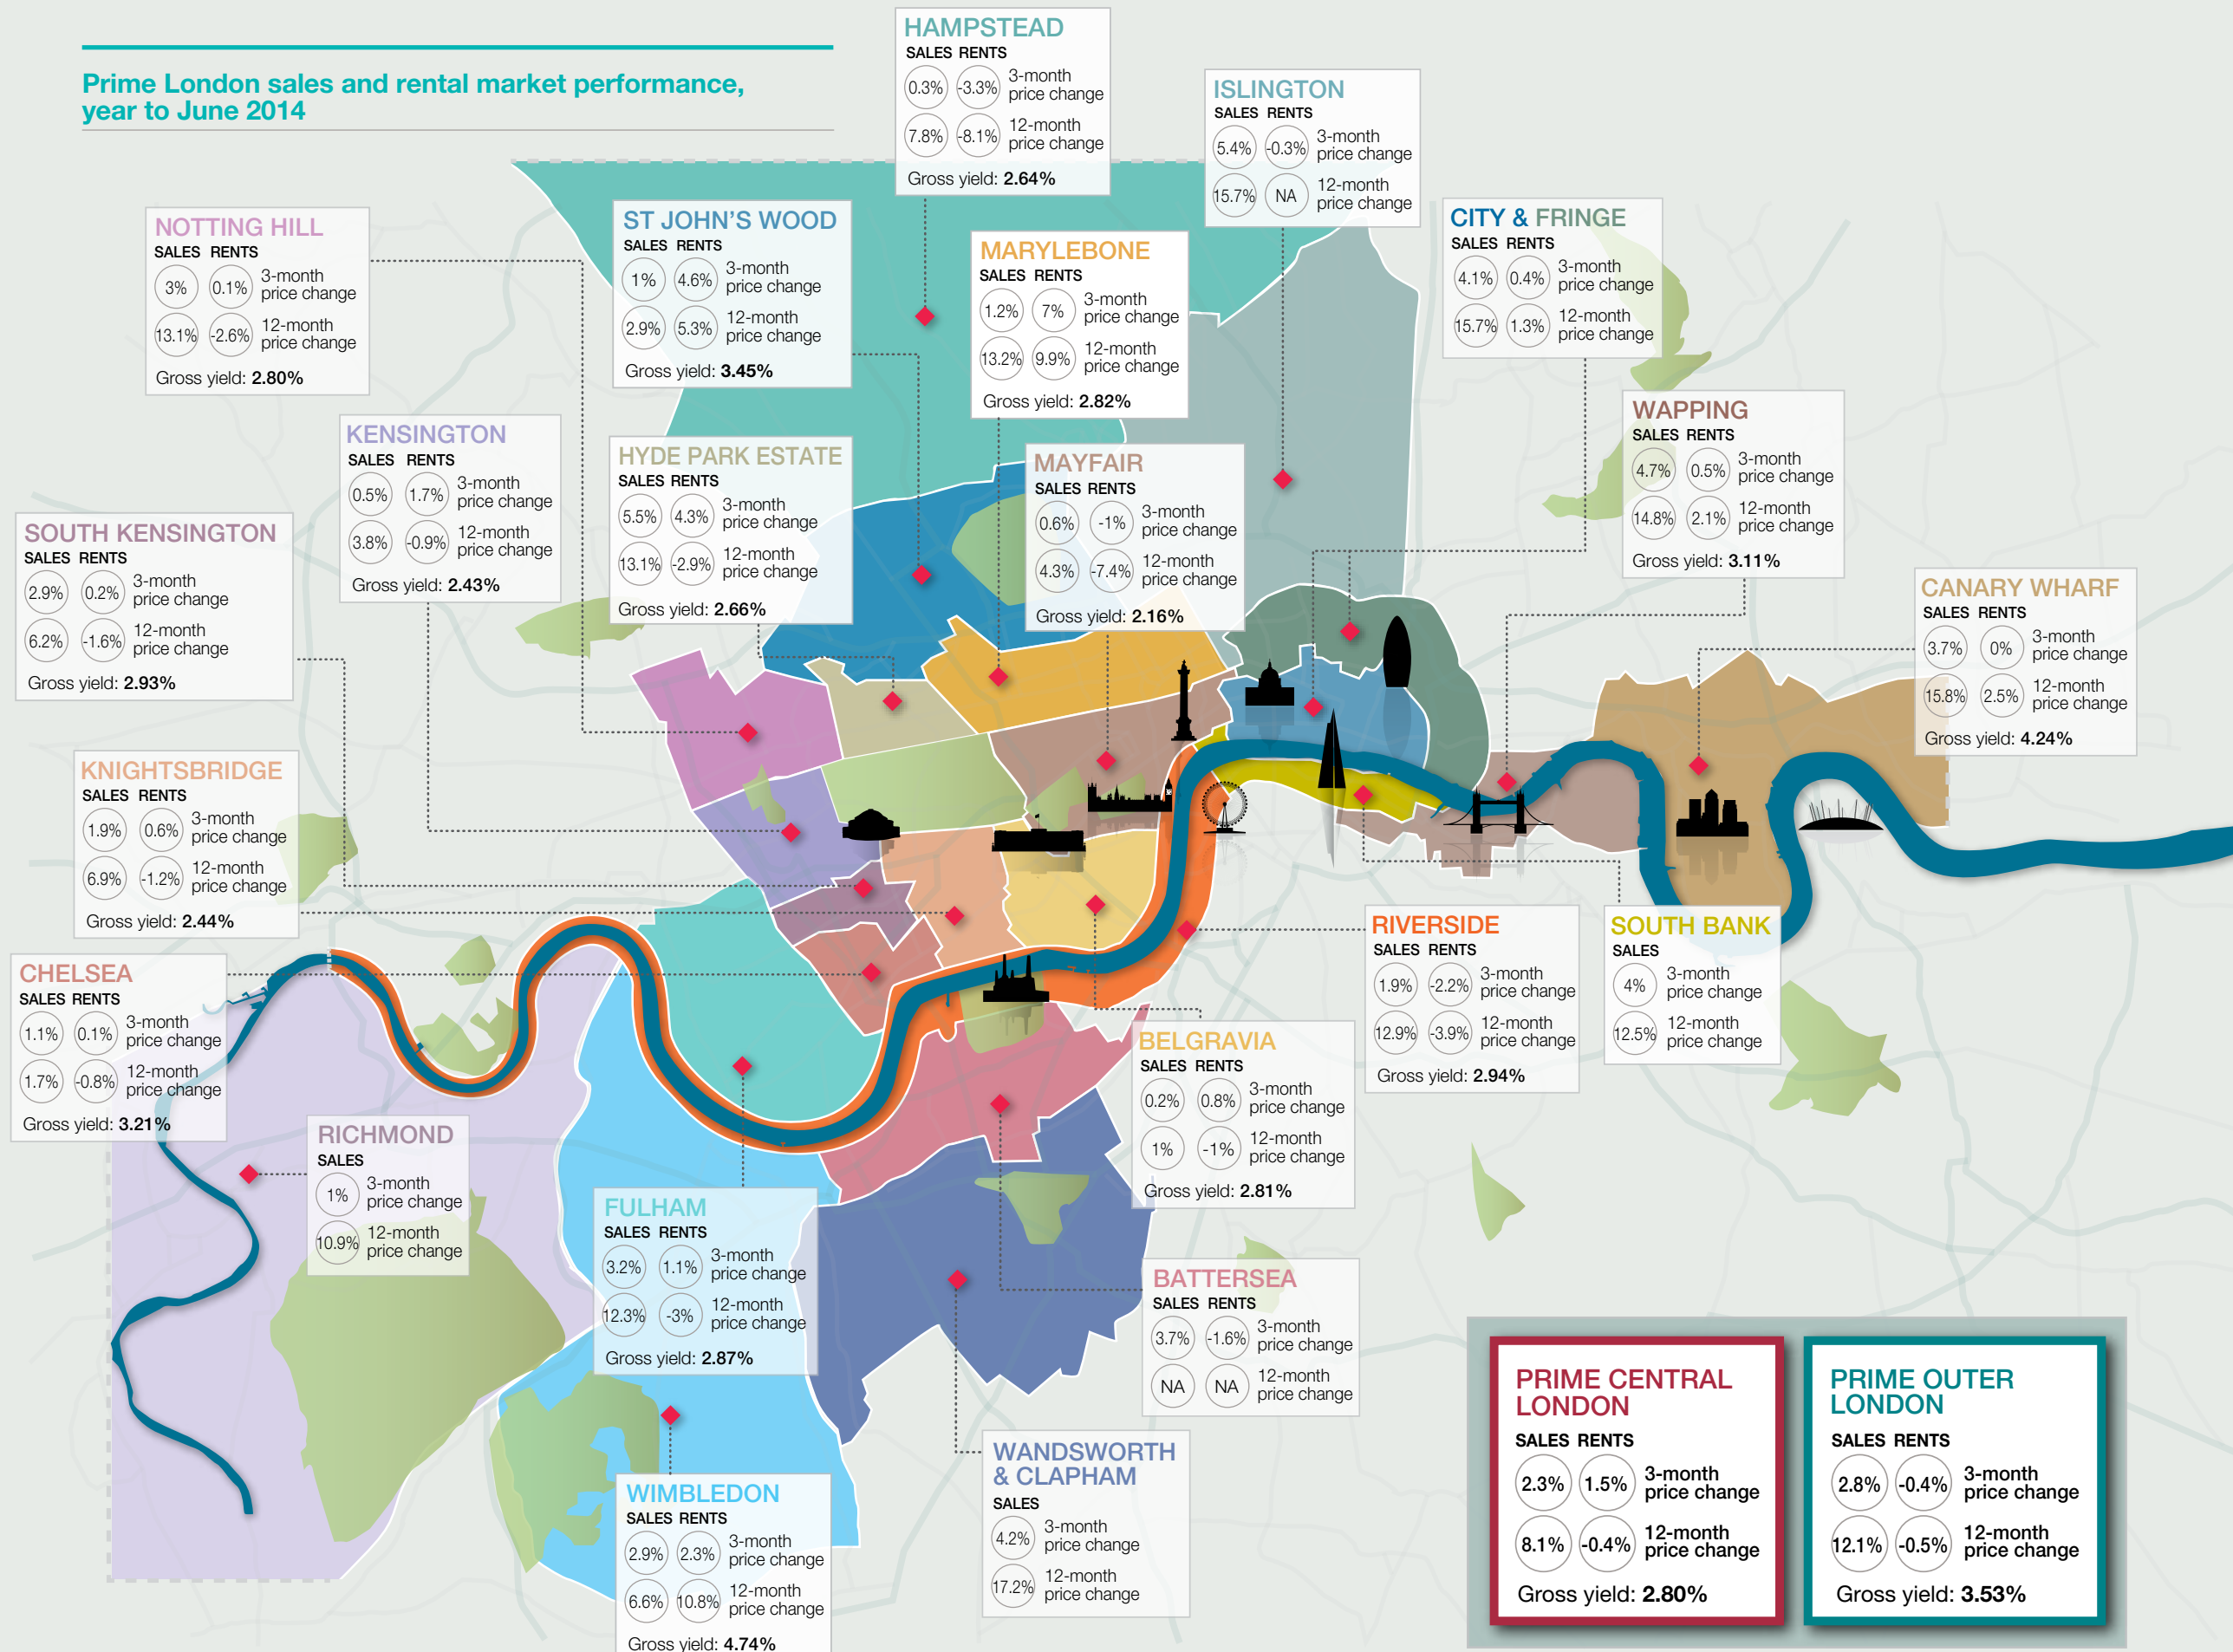 Prime London sales and rental market performance,
year to June 2014
HAMPSTEAD
SALES RENTS
0.3% -3.3% 3-month
price change
7.8% -8.1% 12-month
price change
Gross yield: 2.64%
ISLINGTON
SALES RENTS
5.4% -0.3% 3-month
price change
15.7% NA 12-month
price change
NOTTING HILL
SALES RENTS
3% 0.1% 3-month
price change
13.1% -2.6% 12-month
price change
Gross yield: 2.80%
ST JOHN'S WOOD
SALES RENTS
1% 4.6% 3-month
price change
2.9% 5.3% 12-month
price change
Gross yield: 3.45%
MARYLEBONE
SALES RENTS
1.2% 7% 3-month
price change
13.2% 9.9% 12-month
price change
Gross yield: 2.82%
CITY & FRINGE
SALES RENTS
4.1% 0.4% 3-month
price change
15.7% 1.3% 12-month
price change
KENSINGTON
SALES RENTS
0.5% 1.7% 3-month
price change
3.8% -0.9% 12-month
price change
Gross yield: 2.43%
HYDE PARK ESTATE
SALES RENTS
5.5% 4.3% 3-month
price change
13.1% -2.9% 12-month
price change
Gross yield: 2.66%
MAYFAIR
SALES RENTS
0.6% -1% 3-month
price change
4.3% -7.4% 12-month
price change
Gross yield: 2.16%
WAPPING
SALES RENTS
4.7% 0.5% 3-month
price change
14.8% 2.1% 12-month
price change
Gross yield: 3.11%
SOUTH KENSINGTON
SALES RENTS
2.9% 0.2% 3-month
price change
6.2% -1.6% 12-month
price change
Gross yield: 2.93%
CANARY WHARF
SALES RENTS
3.7% 0% 3-month
price change
15.8% 2.5% 12-month
price change
Gross yield: 4.24%
KNIGHTSBRIDGE
SALES RENTS
1.9% 0.6% 3-month
price change
6.9% -1.2% 12-month
price change
Gross yield: 2.44%
CHELSEA
SALES RENTS
1.1% 0.1% 3-month
price change
1.7% -0.8% 12-month
price change
Gross yield: 3.21%
RIVERSIDE
SALES RENTS
1.9% -2.2% 3-month
price change
12.9% -3.9% 12-month
price change
Gross yield: 2.94%
SOUTH BANK
SALES
4% 3-month
price change
12.5% 12-month
price change
BELGRAVIA
SALES RENTS
0.2% 0.8% 3-month
price change
1% -1% 12-month
price change
Gross yield: 2.81%
RICHMOND
SALES
1% 3-month
price change
10.9% 12-month
price change
FULHAM
SALES RENTS
3.2% 1.1% 3-month
price change
12.3% -3% 12-month
price change
Gross yield: 2.87%
BATTERSEA
SALES RENTS
3.7% -1.6% 3-month
price change
NA NA 12-month
price change
WANDSWORTH
& CLAPHAM
SALES
4.2% 3-month
price change
17.2% 12-month
price change
WIMBLEDON
SALES RENTS
2.9% 2.3% 3-month
price change
6.6% 10.8% 12-month
price change
Gross yield: 4.74%
PRIME CENTRAL
LONDON
SALES RENTS
2.3% 1.5% 3-month
price change
8.1% -0.4% 12-month
price change
Gross yield: 2.80%
PRIME OUTER
LONDON
SALES RENTS
2.8% -0.4% 3-month
price change
12.1% -0.5% 12-month
price change
Gross yield: 3.53%